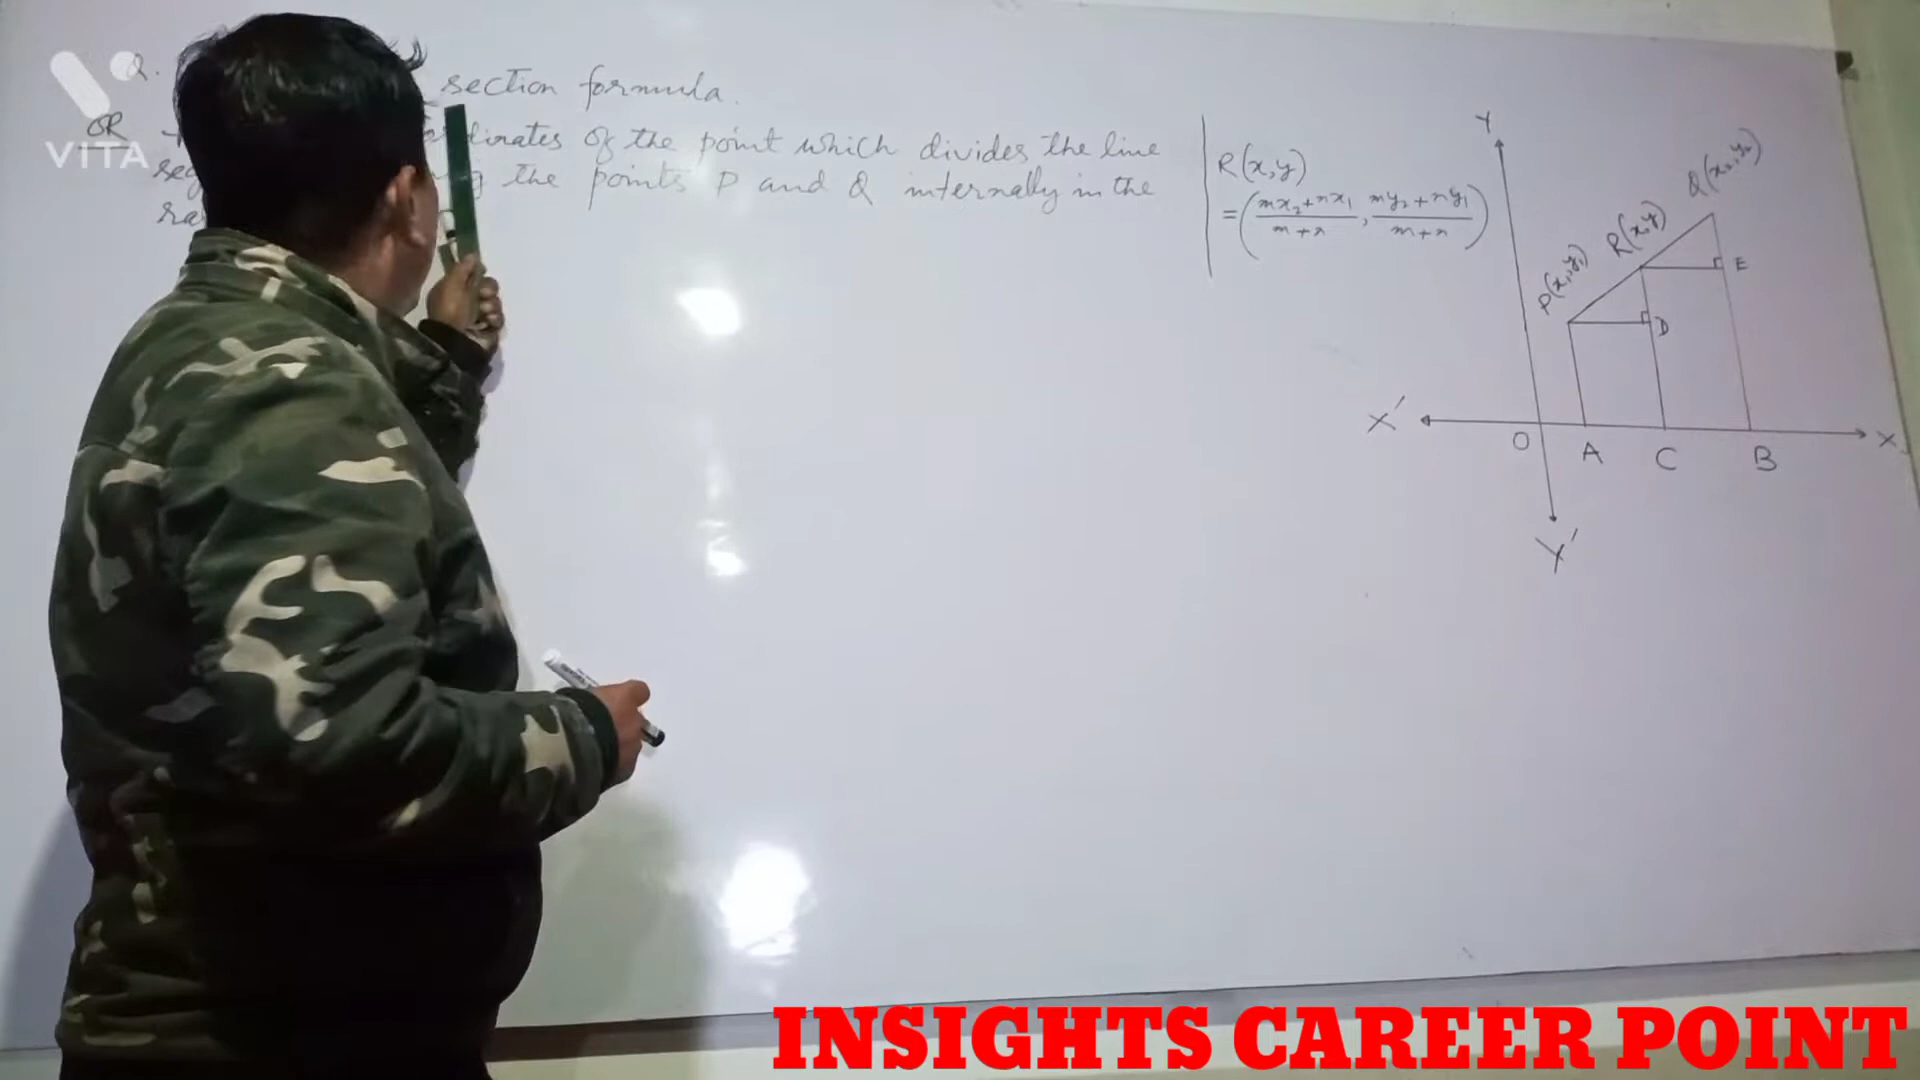 Q.
section formula.
OR
of the point which divides the line
the points P and Q internally in the
R(x,y)
= (mx₂+nx₁/m+n, my₂+ny₁/m+n)
Y
Q(x₂,y₂)
R(x,y)
P(x₁,y₁)
E
D
X'
O
A
C
B
X
Y'
VITA
INSIGHTS CAREER POINT